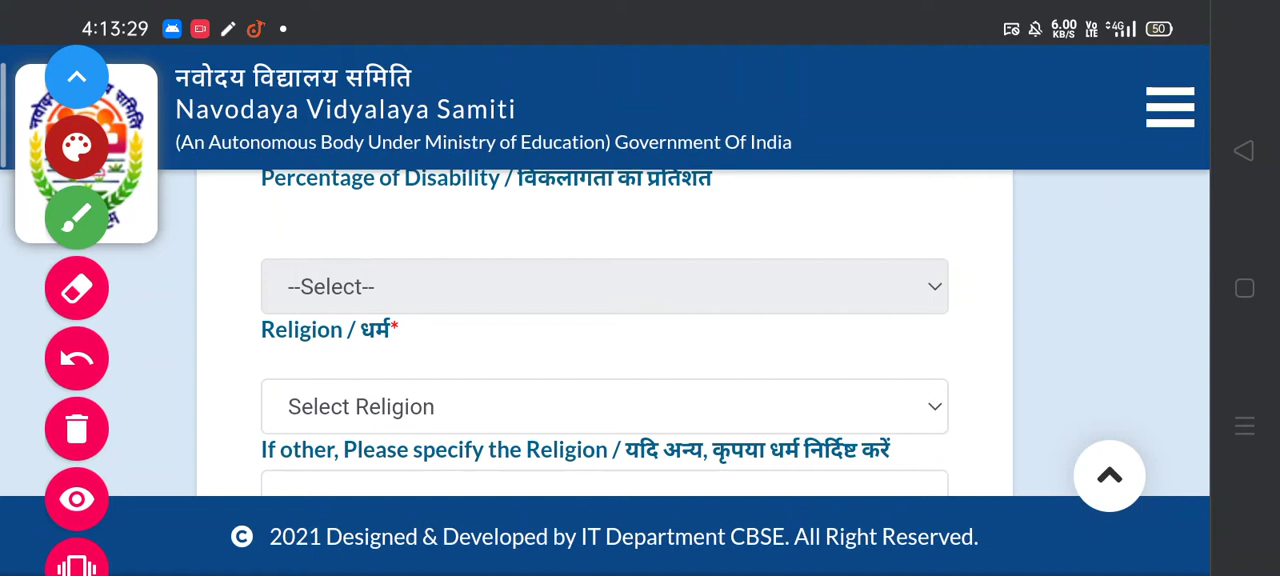 4:13:29
6.00 KB/S Vo LTE 4G 50
नवोदय विद्यालय समिति
Navodaya Vidyalaya Samiti
(An Autonomous Body Under Ministry of Education) Government Of India
Percentage of Disability / विकलांगता का प्रतिशत
--Select--
Religion / धर्म*
Select Religion
If other, Please specify the Religion / यदि अन्य, कृपया धर्म निर्दिष्ट करें
C 2021 Designed & Developed by IT Department CBSE. All Right Reserved.